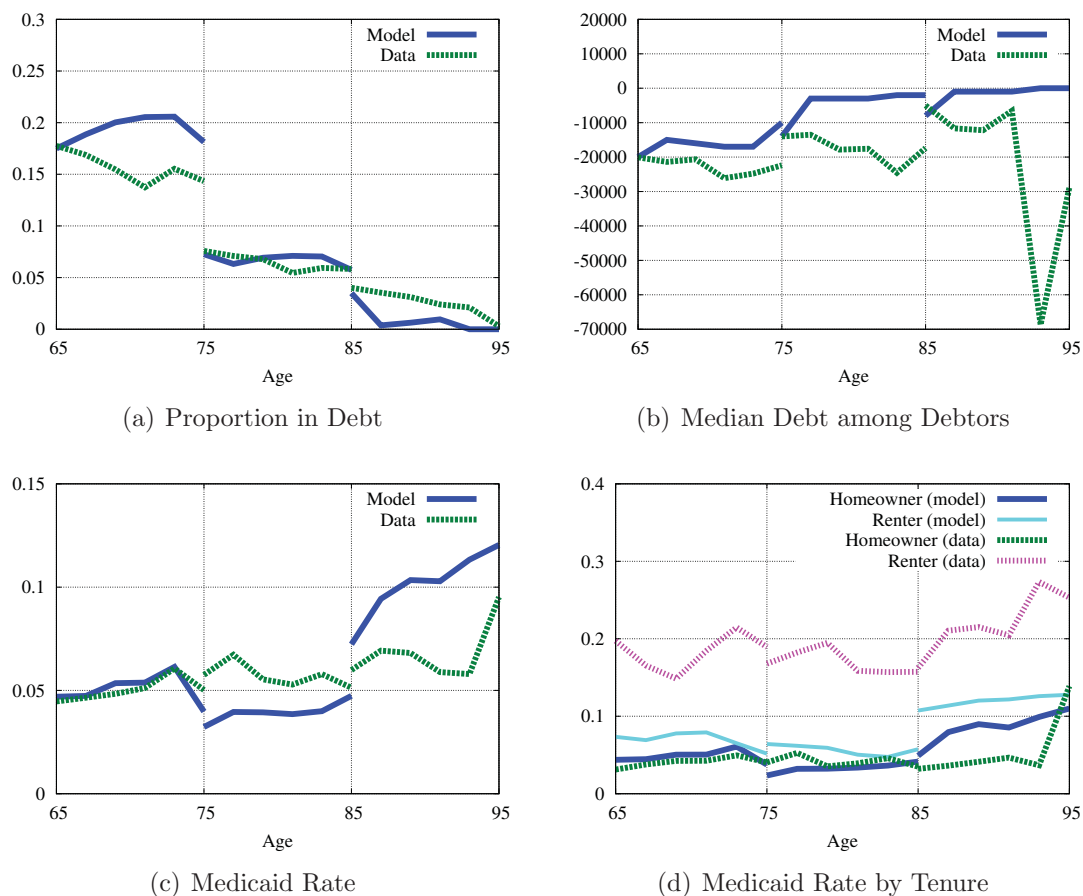 0.3
0.25
0.2
0.15
0.1
0.05
0
Model
Data
65
75
85
95
Age
(a) Proportion in Debt
20000
10000
0
-10000
-20000
-30000
-40000
-50000
-60000
-70000
Model
Data
65
75
85
95
Age
(b) Median Debt among Debtors
0.15
0.1
0.05
0
Model
Data
65
75
85
95
Age
(c) Medicaid Rate
0.4
0.3
0.2
0.1
0
Homeowner (model)
Renter (model)
Homeowner (data)
Renter (data)
65
75
85
95
Age
(d) Medicaid Rate by Tenure